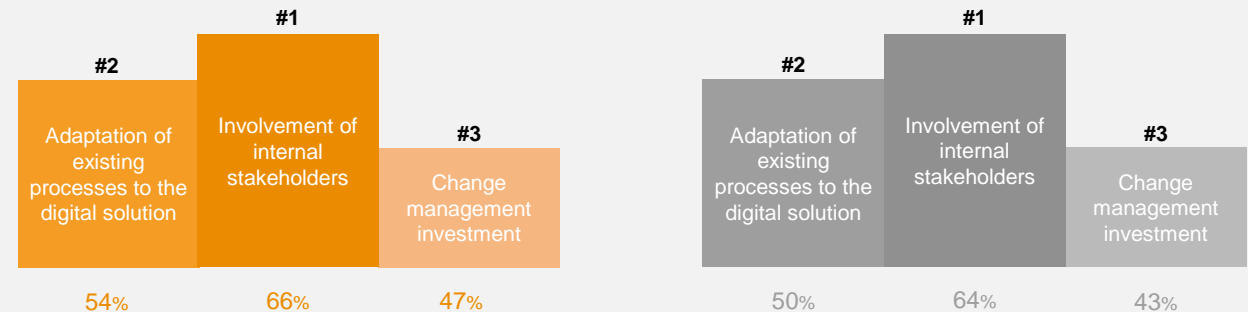 #1
#2
Involvement of
internal
stakeholders
Adaptation of
existing
processes to the
digital solution
#3
Change
management
investment
54%
66%
47%
#1
#2
Involvement of
internal
stakeholders
Adaptation of
existing
processes to the
digital solution
#3
Change
management
investment
50%
64%
43%